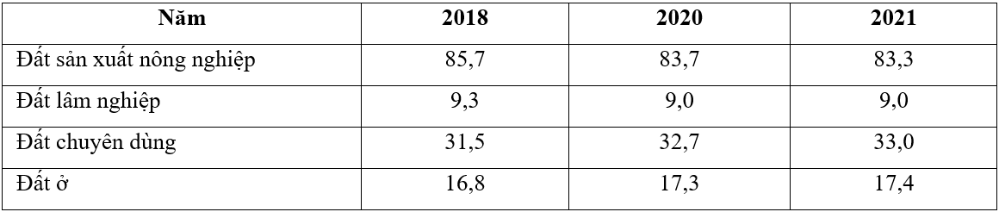 Năm 2018 2020 2021
Đất sản xuất nông nghiệp 85,7 83,7 83,3
Đất lâm nghiệp 9,3 9,0 9,0
Đất chuyên dùng 31,5 32,7 33,0
Đất ở 16,8 17,3 17,4